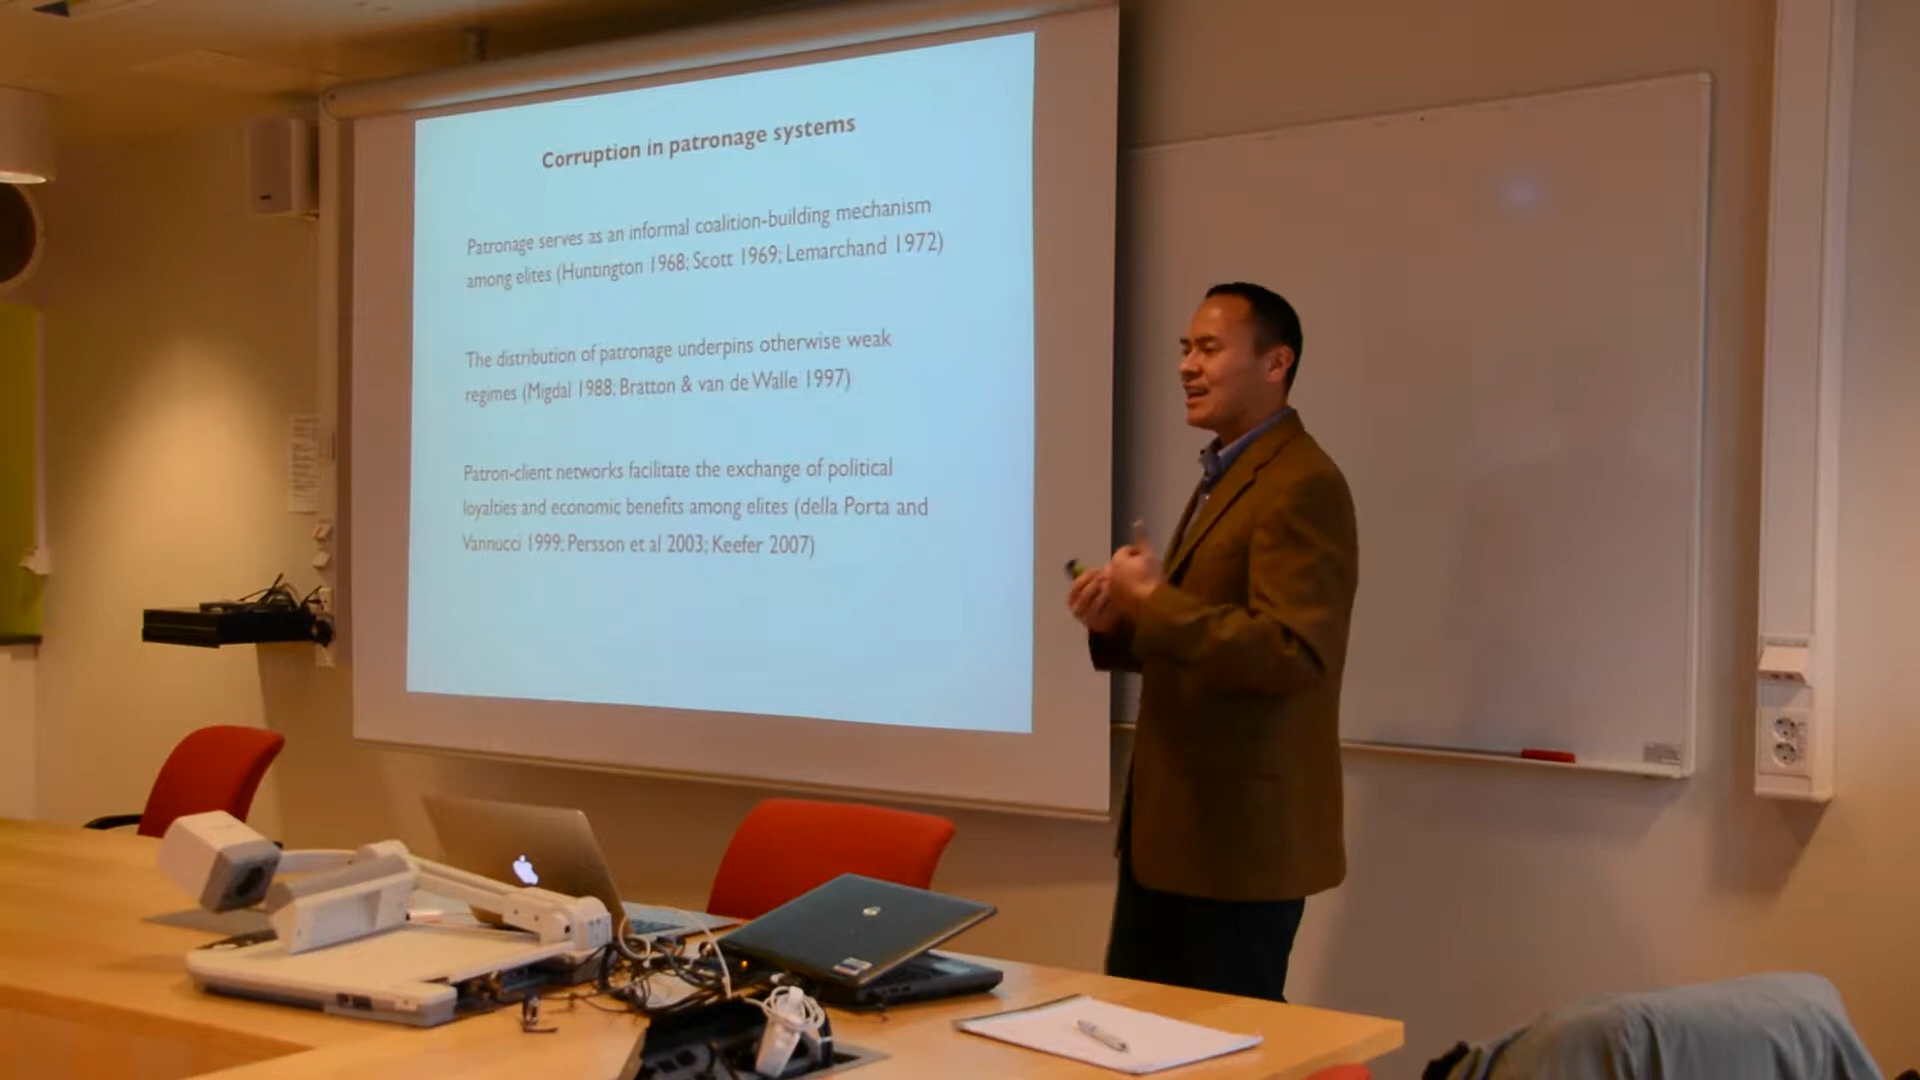 Corruption in patronage systems
Patronage serves as an informal coalition-building mechanism
among elites (Huntington 1968; Scott 1969; Lemarchand 1972)
The distribution of patronage underpins otherwise weak
regimes (Migdal 1988; Bratton & van de Walle 1997)
Patron-client networks facilitate the exchange of political
loyalties and economic benefits among elites (della Porta and
Vannucci 1999; Persson et al 2003; Keefer 2007)